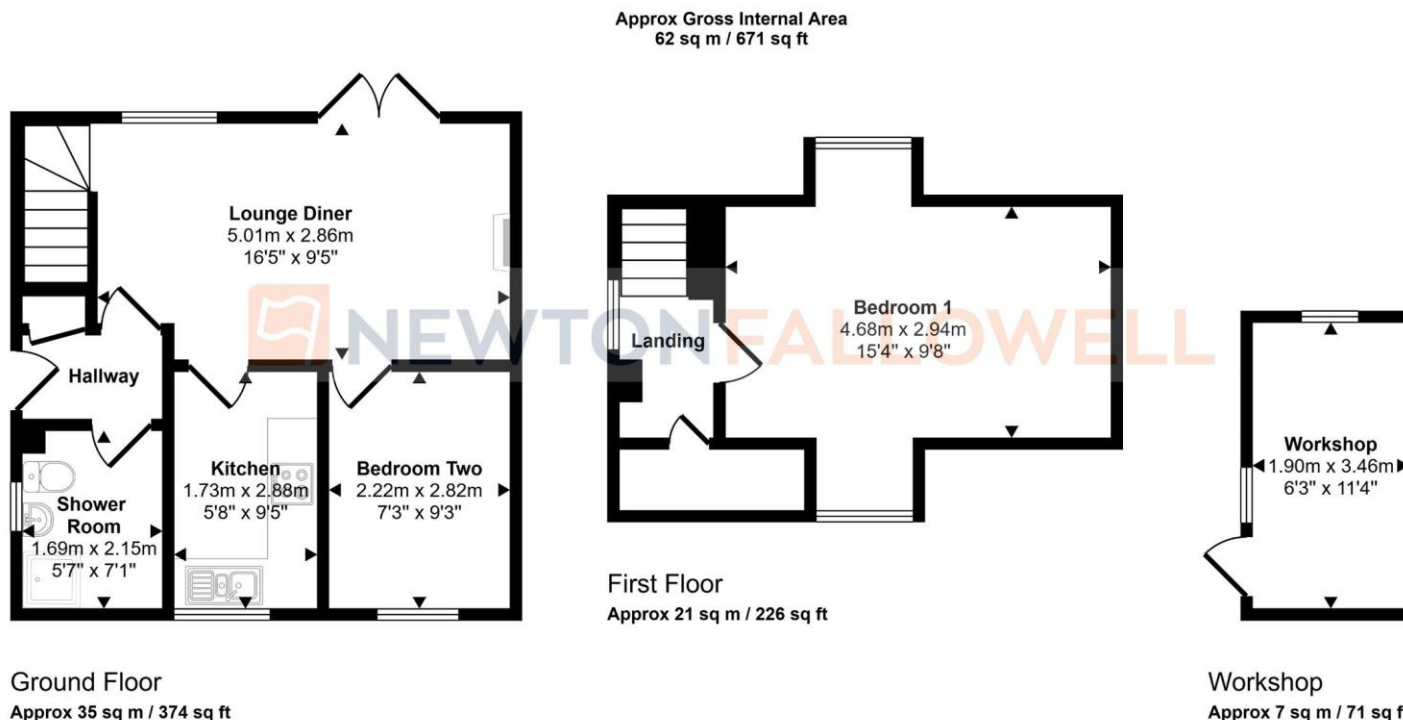 Approx Gross Internal Area
62 sq m / 671 sq ft
Lounge Diner
5.01m x 2.86m
16'5" x 9'5"
Hallway
Kitchen
1.73m x 2.88m
5'8" x 9'5"
Bedroom Two
2.22m x 2.82m
7'3" x 9'3"
Shower
Room
1.69m x 2.15m
5'7" x 7'1"
Ground Floor
Approx 35 sq m / 374 sq ft
Landing
Bedroom 1
4.68m x 2.94m
15'4" x 9'8"
First Floor
Approx 21 sq m / 226 sq ft
Workshop
1.90m x 3.46m
6'3" x 11'4"
Workshop
Approx 7 sq m / 71 sq f
NEWTONFALLOWELL